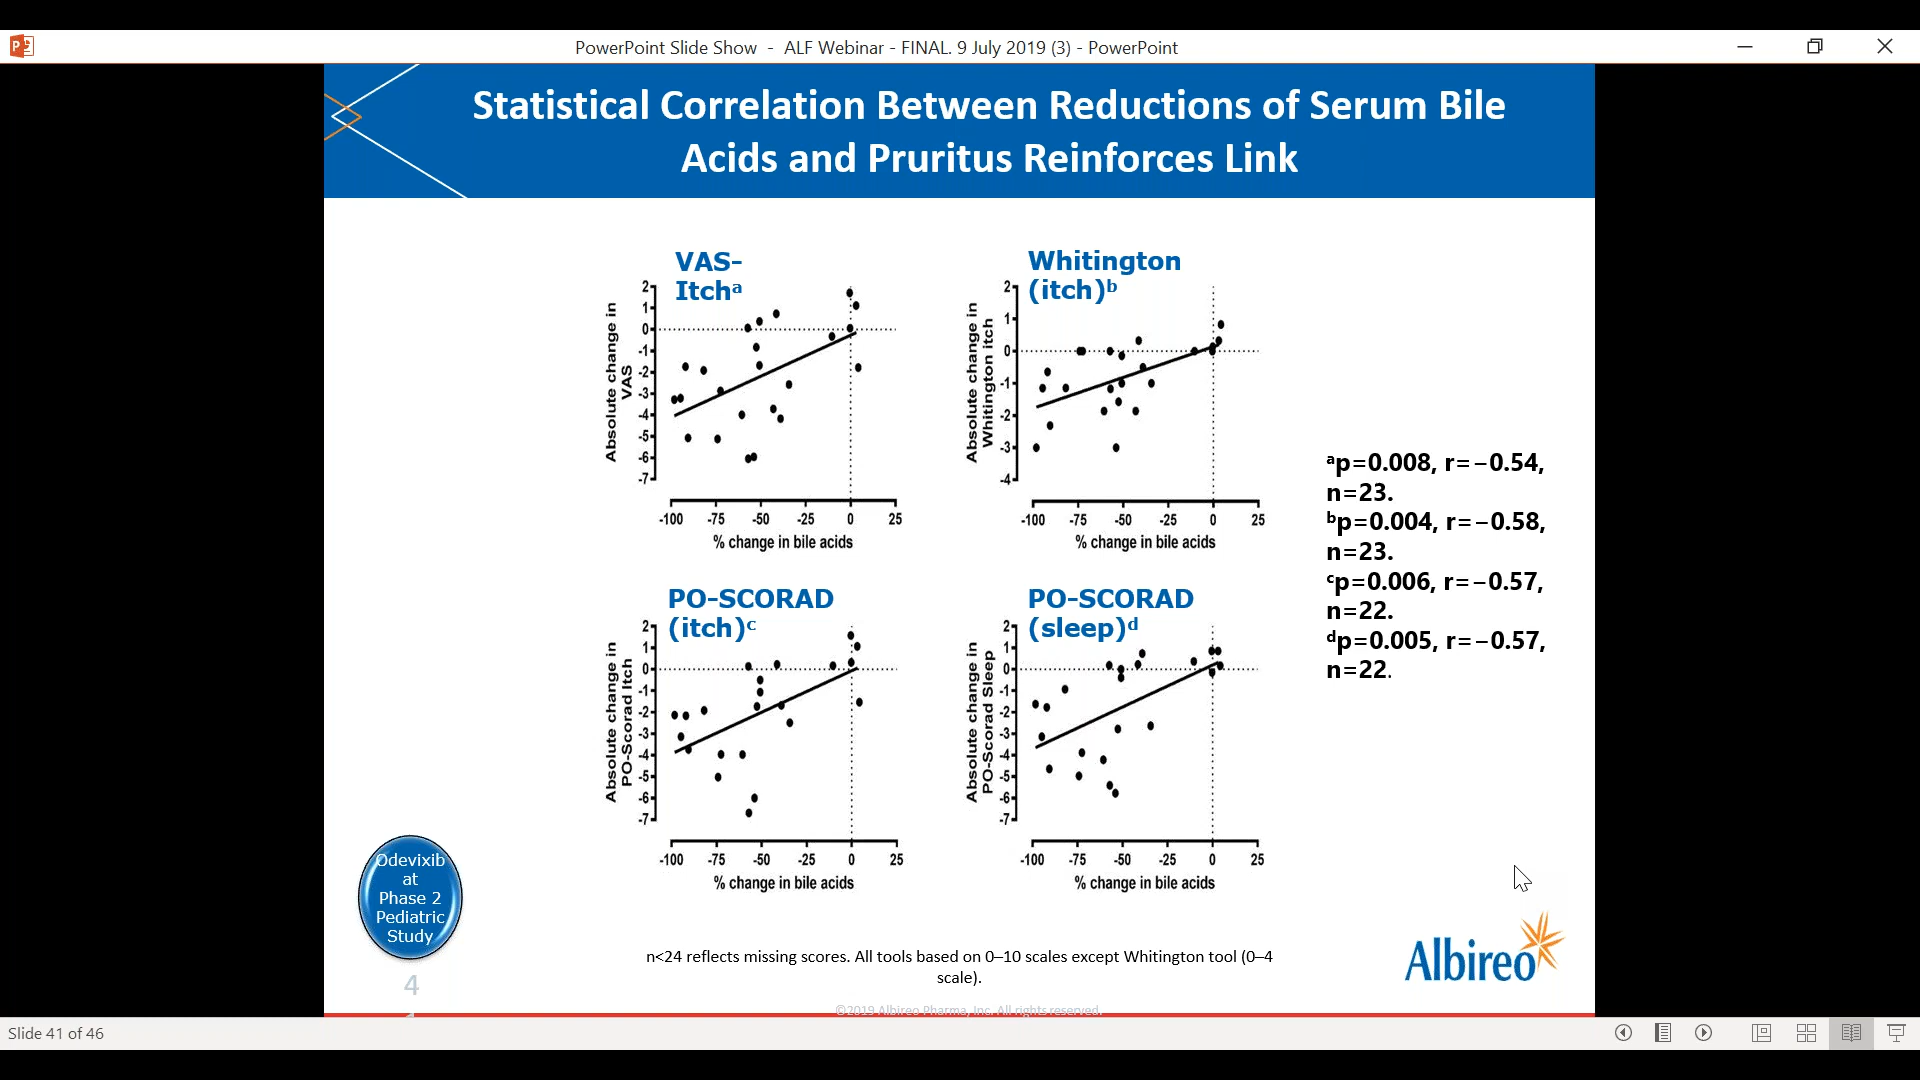 PowerPoint Slide Show - ALF Webinar - FINAL. 9 July 2019 (3) - PowerPoint
Statistical Correlation Between Reductions of Serum Bile
Acids and Pruritus Reinforces Link
VAS-
Itchᵃ
2
1
0
-1
-2
-3
-4
-5
-6
-7
Absolute change in
VAS
-100 -75 -50 -25 0 25
% change in bile acids
Whitington
(itch)ᵇ
2
1
0
-1
-2
-3
-4
Absolute change in
Whitington itch
-100 -75 -50 -25 0 25
% change in bile acids
PO-SCORAD
(itch)ᶜ
2
1
0
-1
-2
-3
-4
-5
-6
-7
Absolute change in
PO-Scorad Itch
-100 -75 -50 -25 0 25
% change in bile acids
PO-SCORAD
(sleep)ᵈ
2
1
0
-1
-2
-3
-4
-5
-6
-7
Absolute change in
PO-Scorad Sleep
-100 -75 -50 -25 0 25
% change in bile acids
ᵃp=0.008, r=−0.54,
n=23.
ᵇp=0.004, r=−0.58,
n=23.
ᶜp=0.006, r=−0.57,
n=22.
ᵈp=0.005, r=−0.57,
n=22.
Odevixib
at
Phase 2
Pediatric
Study
4
n<24 reflects missing scores. All tools based on 0–10 scales except Whitington tool (0–4
scale).
Albireo
©2019 Albireo Pharma, Inc. All rights reserved.
Slide 41 of 46